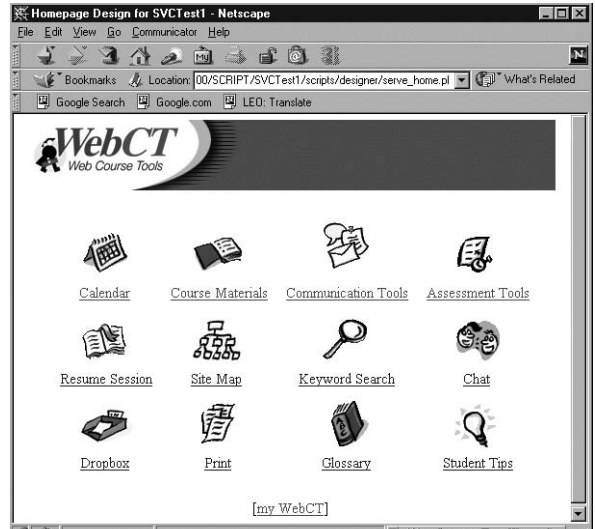 Homepage Design for SVCTest1 - Netscape
File Edit View Go Communicator Help
My N
Bookmarks Location: 00/SCRIPT/SVCTest1/scripts/designer/serve_home.pl What's Related
Google Search Google.com LEO: Translate
WebCT
Web Course Tools
Calendar Course Materials Communication Tools Assessment Tools
Resume Session Site Map Keyword Search Chat
ABC
Dropbox Print Glossary Student Tips
[my WebCT]